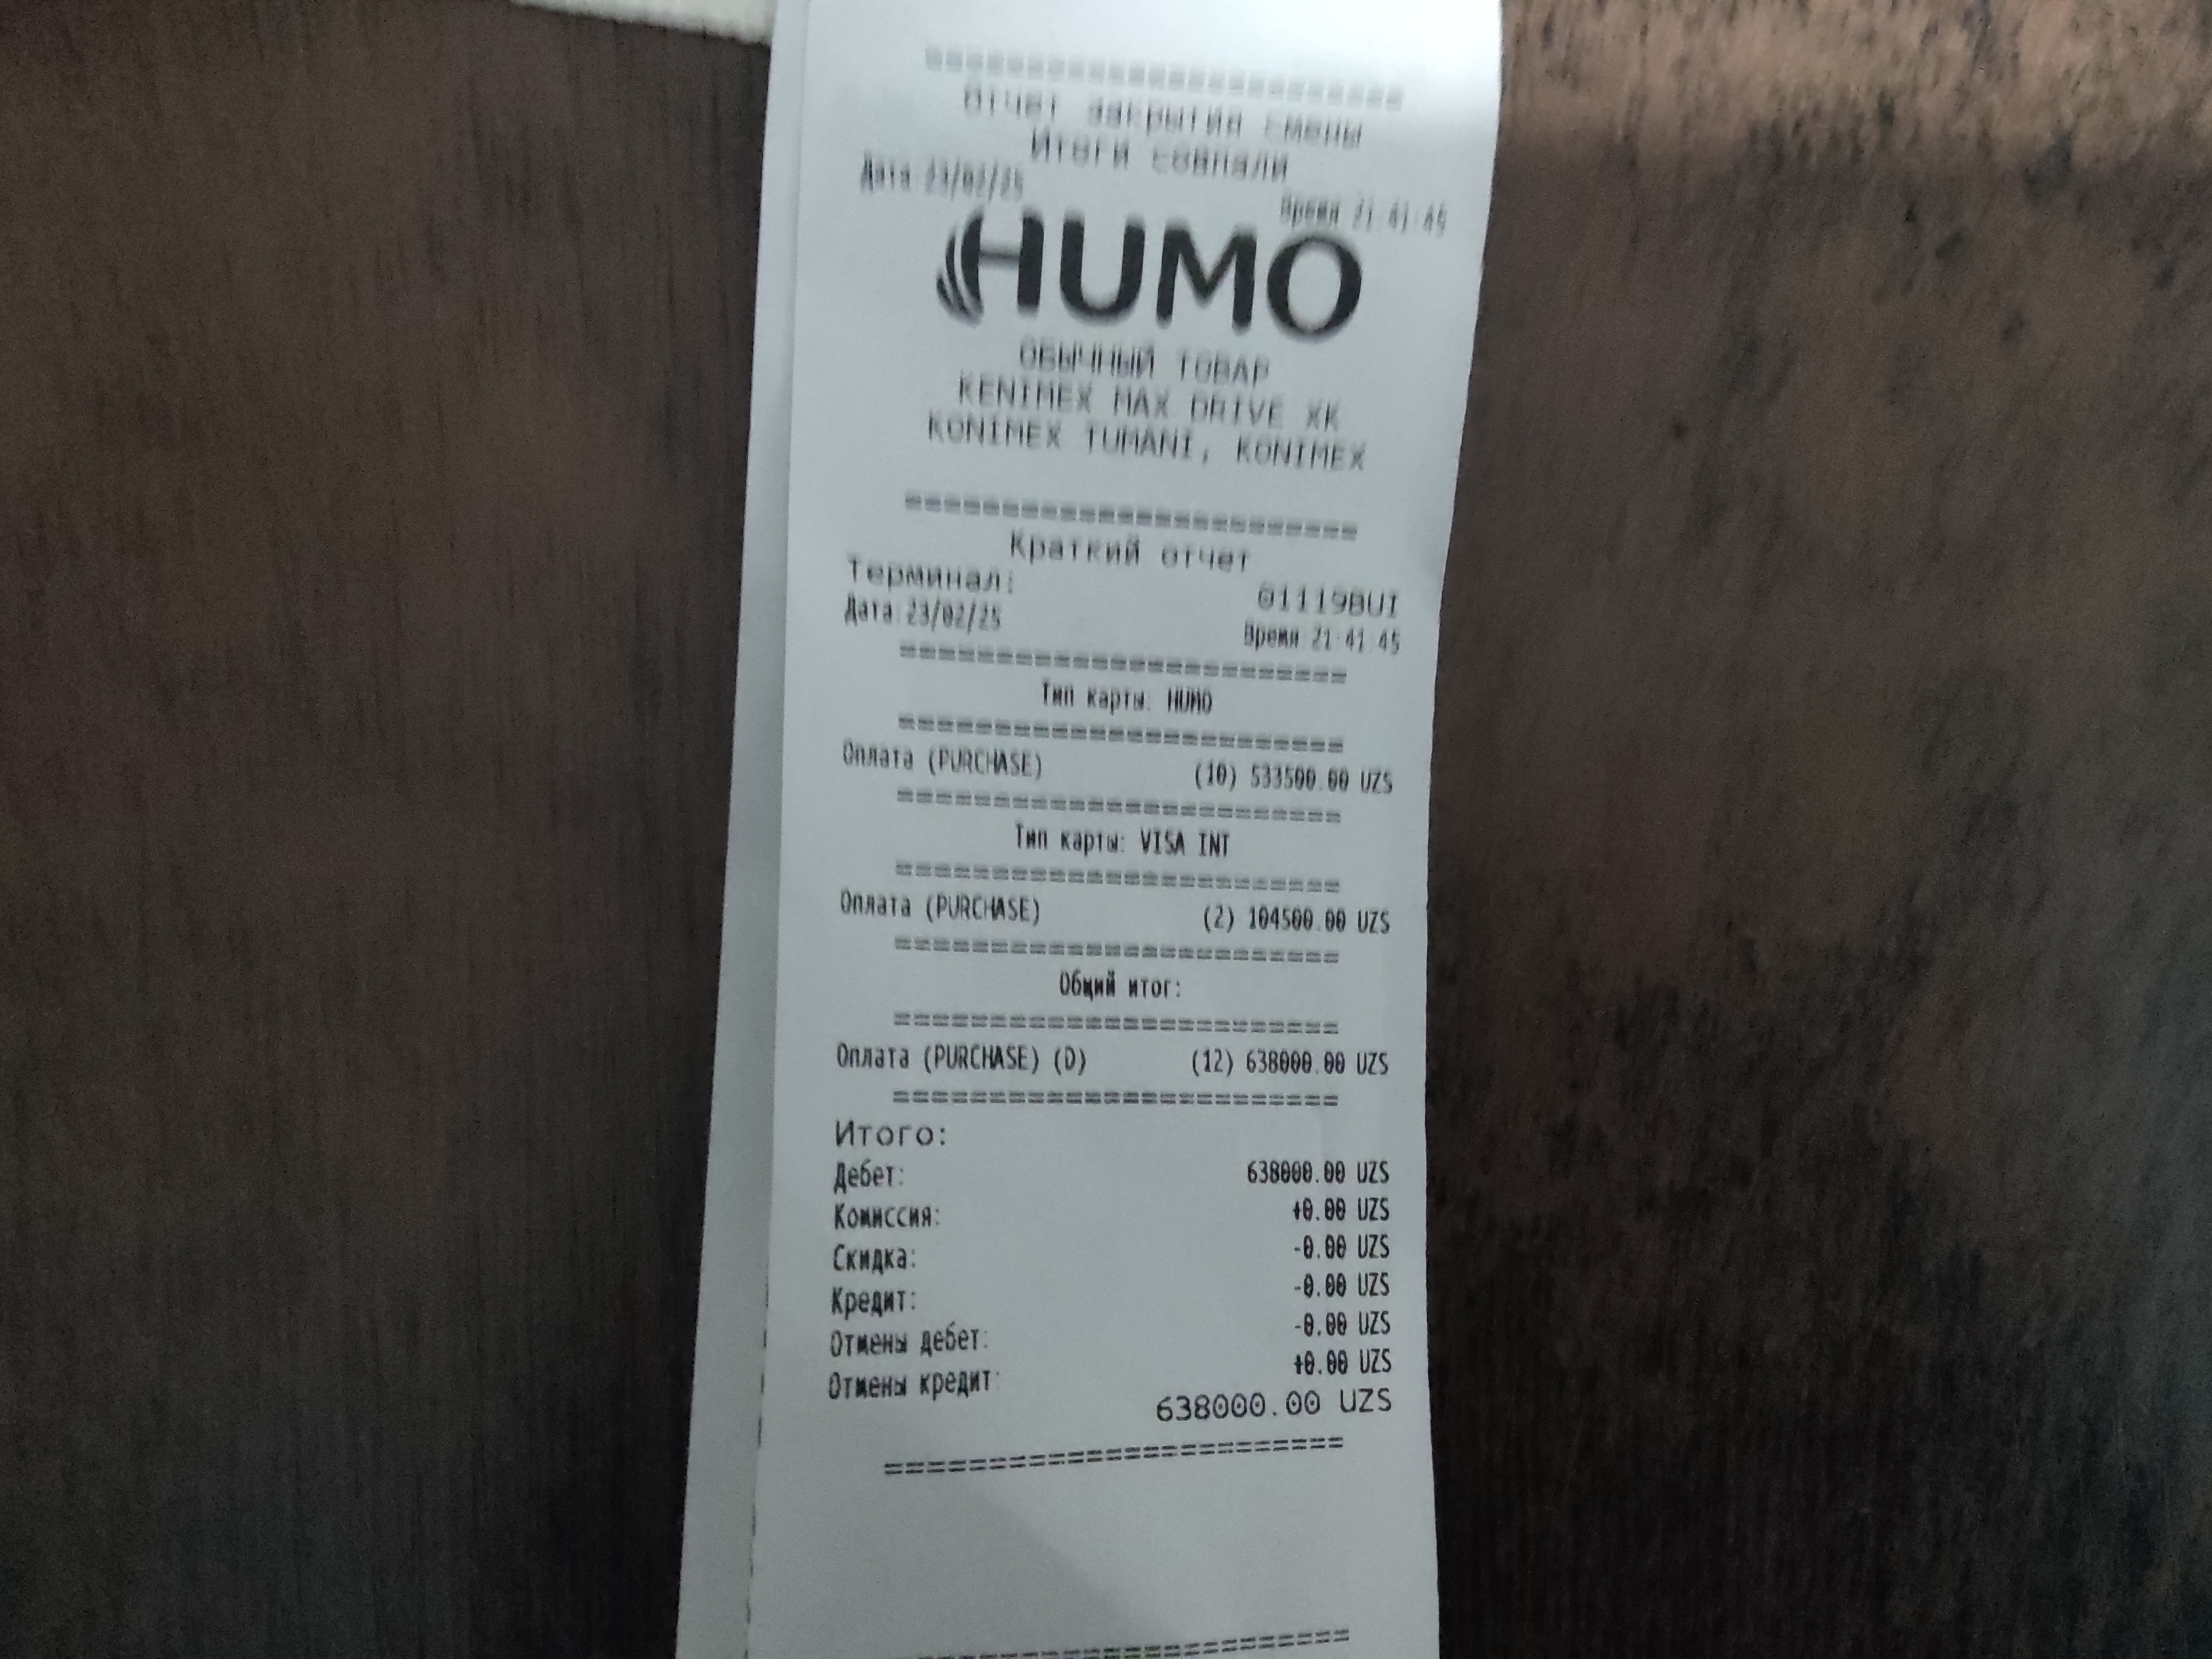 =========================
Отчет закрытия смены
Итоги совпали
Дата 23/02/25 Время 21:41:45
HUMO
ОБЫЧНЫЙ ТОВАР
KENIMEX MAX DRIVE XK
KONIMEX TUMANI, KONIMEX
=======================
Краткий отчет
Терминал: 01119BUI
Дата 23/02/25 Время 21:41:45
=======================
Тип карты: HUMO
=======================
Оплата (PURCHASE) (10) 533500.00 UZS
=======================
Тип карты: VISA INT
=======================
Оплата (PURCHASE) (2) 104500.00 UZS
=======================
Общий итог:
=======================
Оплата (PURCHASE) (D) (12) 638000.00 UZS
=======================
Итого:
Дебет: 638000.00 UZS
Комиссия: +0.00 UZS
Скидка: -0.00 UZS
Кредит: -0.00 UZS
Отмены дебет: -0.00 UZS
Отмены кредит: +0.00 UZS
638000.00 UZS
=======================
=======================